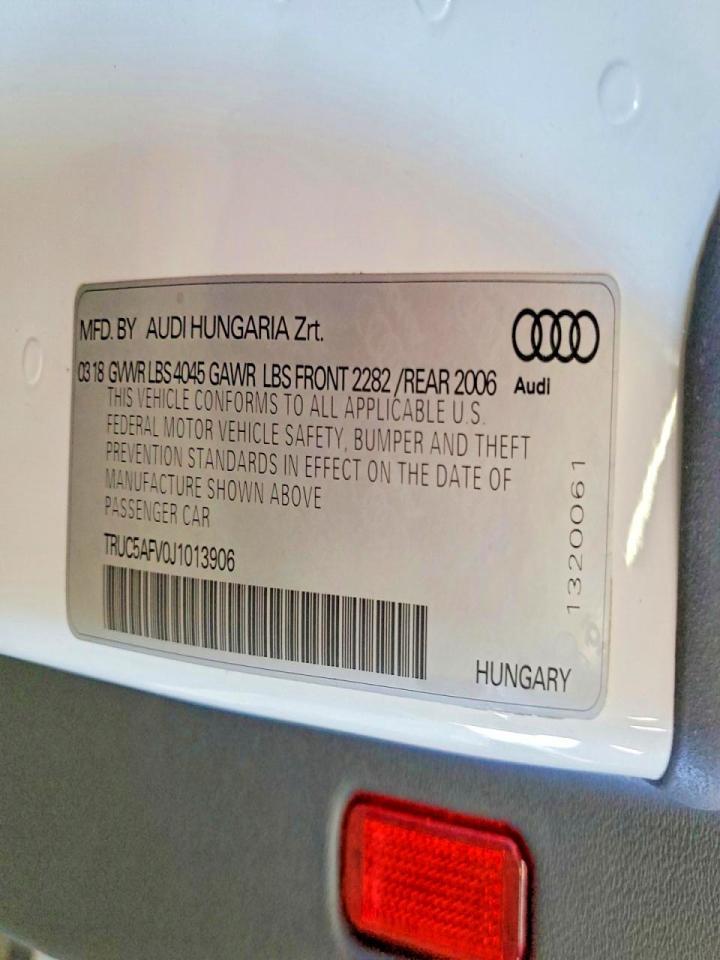 MFD. BY AUDI HUNGARIA Zrt.
0318 GVWR LBS 4045 GAWR LBS FRONT 2282 /REAR 2006
Audi
THIS VEHICLE CONFORMS TO ALL APPLICABLE U.S.
FEDERAL MOTOR VEHICLE SAFETY, BUMPER AND THEFT
PREVENTION STANDARDS IN EFFECT ON THE DATE OF
MANUFACTURE SHOWN ABOVE
PASSENGER CAR
TRUC5AFV0J1013906
1320061
HUNGARY